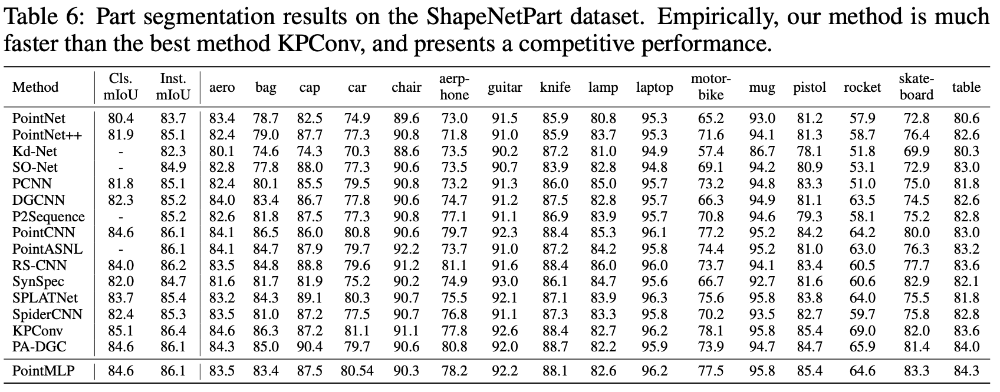 Table 6: Part segmentation results on the ShapeNetPart dataset. Empirically, our method is much
faster than the best method KPConv, and presents a competitive performance.
Method Cls. mIoU Inst. mIoU aero bag cap car chair aerp-hone guitar knife lamp laptop motor-bike mug pistol rocket skate-board table
PointNet 80.4 83.7 83.4 78.7 82.5 74.9 89.6 73.0 91.5 85.9 80.8 95.3 65.2 93.0 81.2 57.9 72.8 80.6
PointNet++ 81.9 85.1 82.4 79.0 87.7 77.3 90.8 71.8 91.0 85.9 83.7 95.3 71.6 94.1 81.3 58.7 76.4 82.6
Kd-Net - 82.3 80.1 74.6 74.3 70.3 88.6 73.5 90.2 87.2 81.0 94.9 57.4 86.7 78.1 51.8 69.9 80.3
SO-Net - 84.9 82.8 77.8 88.0 77.3 90.6 73.5 90.7 83.9 82.8 94.8 69.1 94.2 80.9 53.1 72.9 83.0
PCNN 81.8 85.1 82.4 80.1 85.5 79.5 90.8 73.2 91.3 86.0 85.0 95.7 73.2 94.8 83.3 51.0 75.0 81.8
DGCNN 82.3 85.2 84.0 83.4 86.7 77.8 90.6 74.7 91.2 87.5 82.8 95.7 66.3 94.9 81.1 63.5 74.5 82.6
P2Sequence - 85.2 82.6 81.8 87.5 77.3 90.8 77.1 91.1 86.9 83.9 95.7 70.8 94.6 79.3 58.1 75.2 82.8
PointCNN 84.6 86.1 84.1 86.5 86.0 80.8 90.6 79.7 92.3 88.4 85.3 96.1 77.2 95.2 84.2 64.2 80.0 83.0
PointASNL - 86.1 84.1 84.7 87.9 79.7 92.2 73.7 91.0 87.2 84.2 95.8 74.4 95.2 81.0 63.0 76.3 83.2
RS-CNN 84.0 86.2 83.5 84.8 88.8 79.6 91.2 81.1 91.6 88.4 86.0 96.0 73.7 94.1 83.4 60.5 77.7 83.6
SynSpec 82.0 84.7 81.6 81.7 81.9 75.2 90.2 74.9 93.0 86.1 84.7 95.6 66.7 92.7 81.6 60.6 82.9 82.1
SPLATNet 83.7 85.4 83.2 84.3 89.1 80.3 90.7 75.5 92.1 87.1 83.9 96.3 75.6 95.8 83.8 64.0 75.5 81.8
SpiderCNN 82.4 85.3 83.5 81.0 87.2 77.5 90.7 76.8 91.1 87.3 83.3 95.8 70.2 93.5 82.7 59.7 75.8 82.8
KPConv 85.1 86.4 84.6 86.3 87.2 81.1 91.1 77.8 92.6 88.4 82.7 96.2 78.1 95.8 85.4 69.0 82.0 83.6
PA-DGC 84.6 86.1 84.3 85.0 90.4 79.7 90.6 80.8 92.0 88.7 82.2 95.9 73.9 94.7 84.7 65.9 81.4 84.0
PointMLP 84.6 86.1 83.5 83.4 87.5 80.54 90.3 78.2 92.2 88.1 82.6 96.2 77.5 95.8 85.4 64.6 83.3 84.3